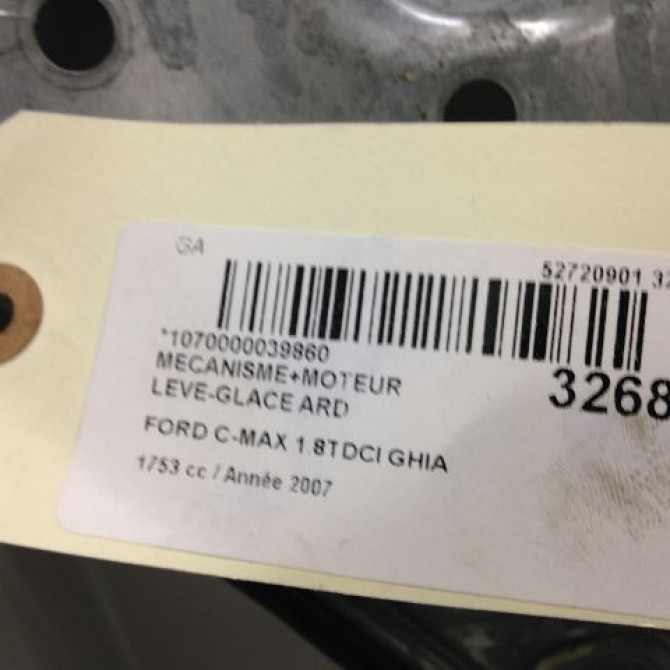 GA
52720901 32
*1070000039860
3268
MECANISME+MOTEUR
LEVE-GLACE ARD
FORD C-MAX 1.8TDCI GHIA
1753 cc / Année 2007